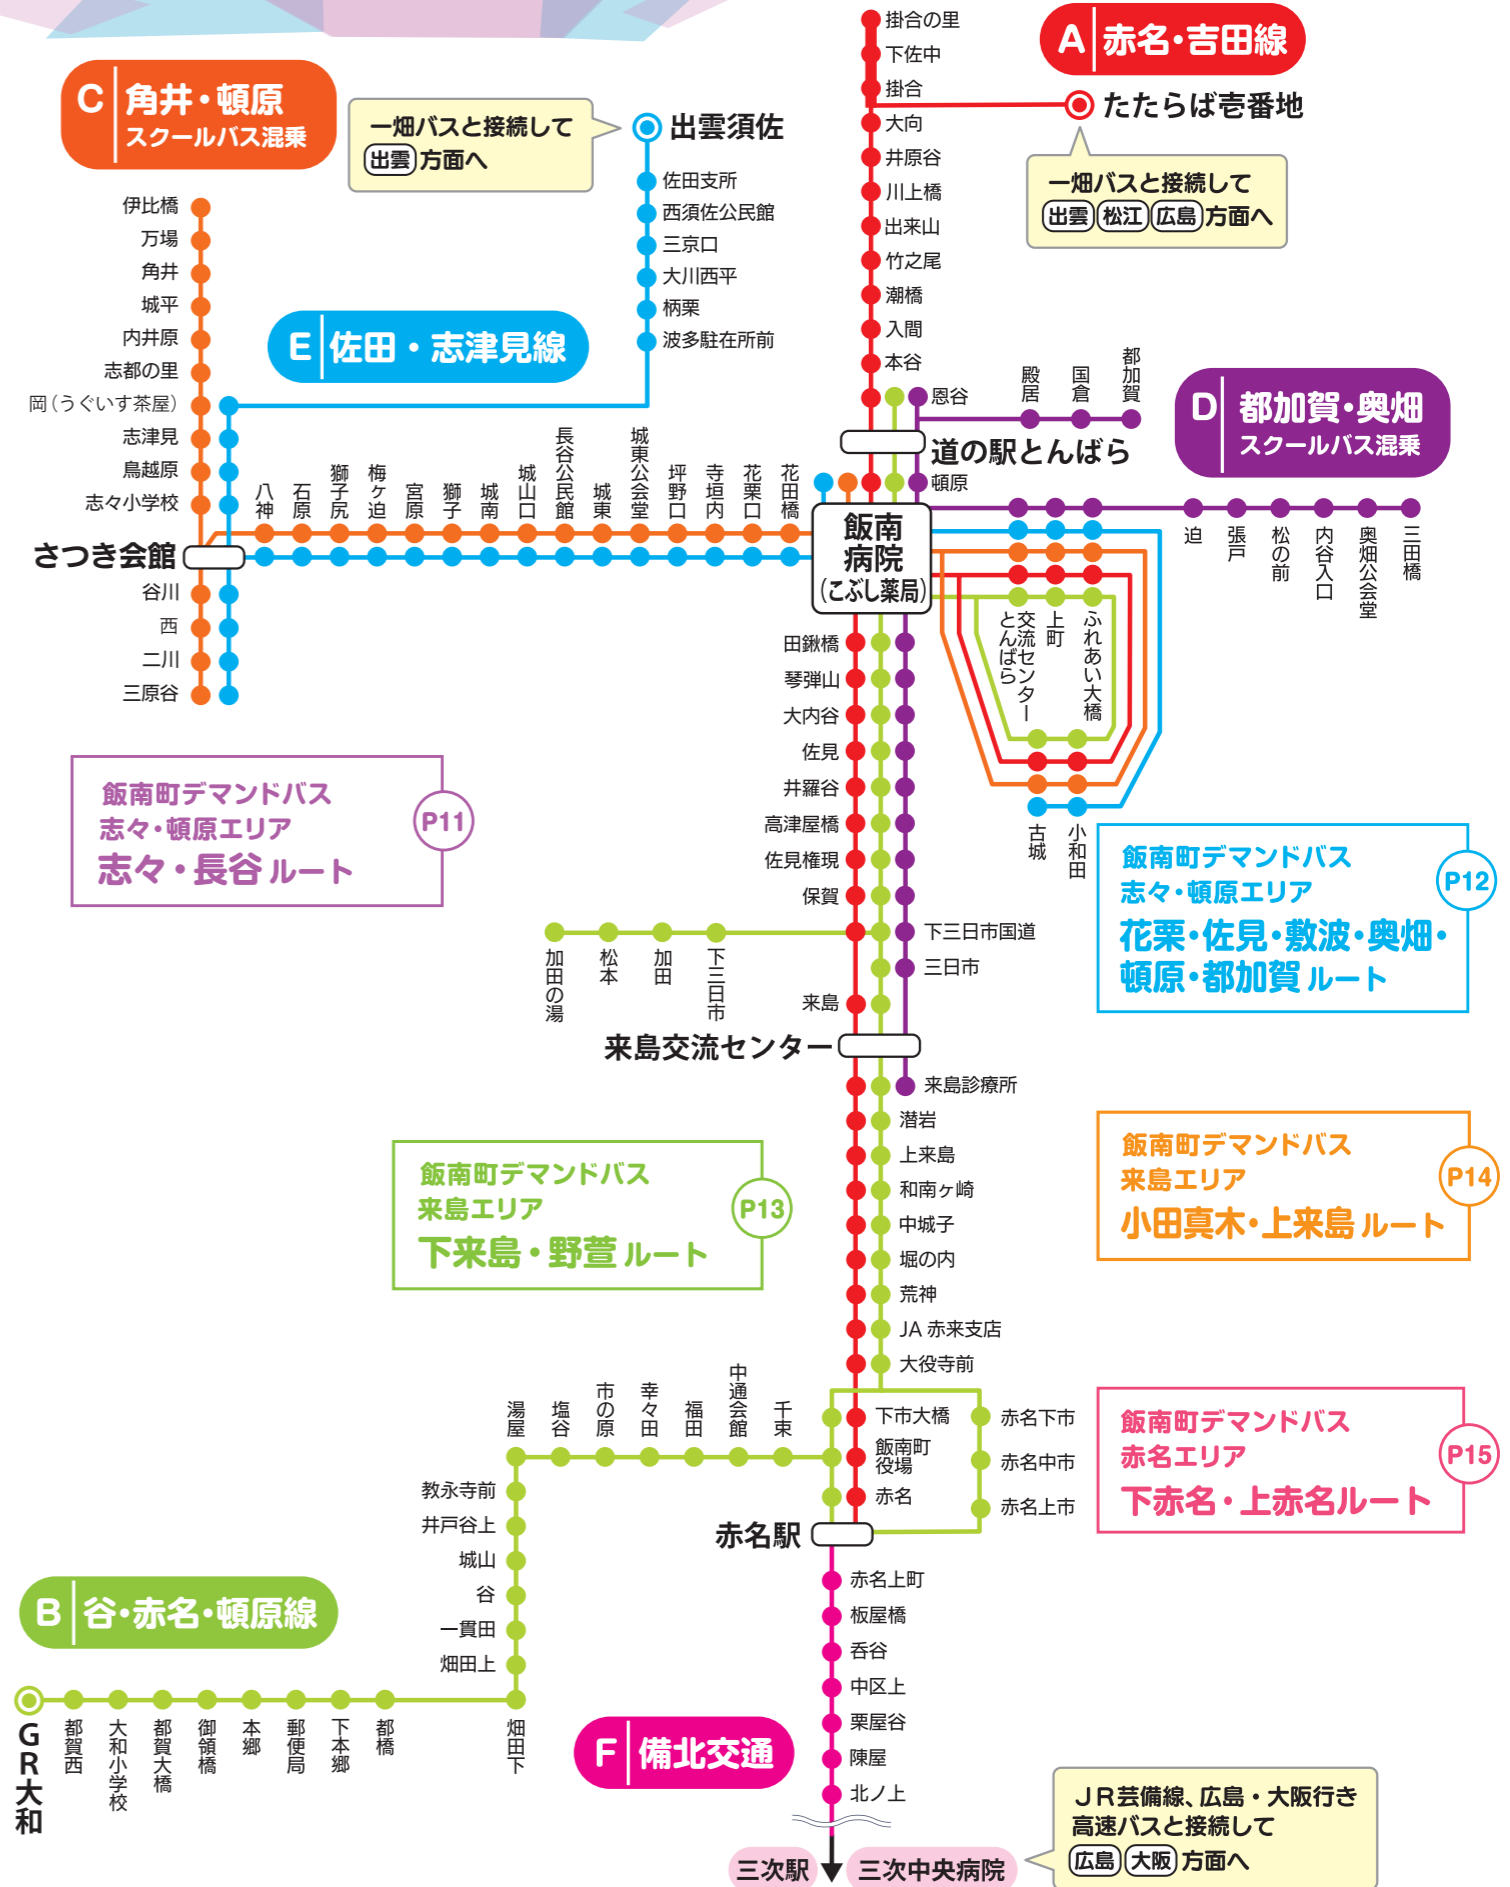 A 赤名・吉田線
掛合の里
下佐中
掛合
たたらば壱番地
一畑バスと接続して
出雲 松江 広島 方面へ
大向
井原谷
川上橋
出来山
竹之尾
潮橋
入間
本谷
恩谷
C 角井・頓原
スクールバス混乗
一畑バスと接続して
出雲 方面へ
出雲須佐
佐田支所
西須佐公民館
三京口
大川西平
柄栗
波多駐在所前
伊比橋
万場
角井
城平
内井原
志都の里
岡（うぐいす茶屋）
志津見
鳥越原
志々小学校
さつき会館
谷川
西
二川
三原谷
E 佐田・志津見線
八神
石原
獅子尻
梅ヶ迫
宮原
獅子
城南
城山口
長谷公民館
城東
城東公会堂
坪野口
寺垣内
花栗口
花田橋
殿居
国倉
都加賀
D 都加賀・奥畑
スクールバス混乗
道の駅とんばら
頓原
飯南
病院
（こぶし薬局）
迫
張戸
松の前
内谷入口
奥畑公会堂
三田橋
とんばら
交流センター
上町
ふれあい大橋
古城
小和田
田鍬橋
琴弾山
大内谷
佐見
井羅谷
高津屋橋
佐見権現
保賀
下三日市国道
三日市
来島
加田の湯
松本
加田
下三日市
来島交流センター
来島診療所
潜岩
上来島
和南ヶ崎
中城子
堀の内
荒神
JA 赤来支店
大役寺前
飯南町デマンドバス
志々・頓原エリア
志々・長谷 ルート
P11
飯南町デマンドバス
志々・頓原エリア
花栗・佐見・敷波・奥畑・
頓原・都加賀 ルート
P12
飯南町デマンドバス
来島エリア
下来島・野萱 ルート
P13
飯南町デマンドバス
来島エリア
小田真木・上来島 ルート
P14
飯南町デマンドバス
赤名エリア
下赤名・上赤名ルート
P15
下市大橋
飯南町
役場
赤名
赤名下市
赤名中市
赤名上市
赤名駅
湯屋
塩谷
市の原
幸々田
福田
中通会館
千束
教永寺前
井戸谷上
城山
谷
一貫田
畑田上
畑田下
B 谷・赤名・頓原線
GR大和
都賀西
大和小学校
都賀大橋
御領橋
本郷
郵便局
下本郷
都橋
F 備北交通
赤名上町
板屋橋
呑谷
中区上
栗屋谷
陳屋
北ノ上
三次駅
三次中央病院
JR芸備線、広島・大阪行き
高速バスと接続して
広島 大阪 方面へ